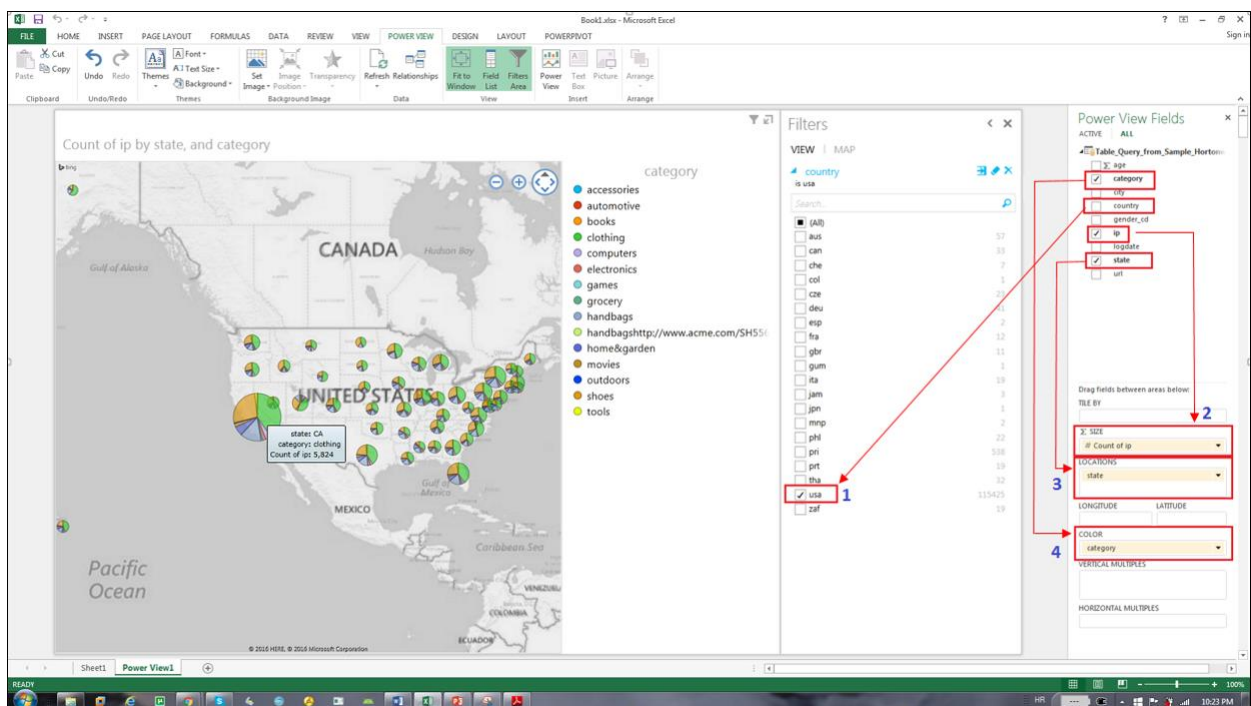 Book1.xlsx - Microsoft Excel
FILE HOME INSERT PAGE LAYOUT FORMULAS DATA REVIEW VIEW POWER VIEW DESIGN LAYOUT POWERPIVOT
Sign in
Paste
Cut
Copy
Clipboard
Undo Redo
Undo/Redo
Themes
Font
Text Size
Background
Themes
Set Image
Image Position
Transparency
Background Image
Refresh Relationships
Data
Fit to Window
Field List
Filters Area
View
Power View
Text Box
Picture
Insert
Arrange
Arrange
Count of ip by state, and category
bing
CANADA
Hudson Bay
Gulf of Alaska
UNITED STATES
state: CA
category: clothing
Count of ip: 5,824
Gulf of Mexico
MEXICO
Caribbean Sea
Pacific Ocean
VENEZUELA
COLOMBIA
ECUADOR
© 2016 HERE, © 2016 Microsoft Corporation
category
accessories
automotive
books
clothing
computers
electronics
games
grocery
handbags
handbagshttp://www.acme.com/SH55
home&garden
movies
outdoors
shoes
tools
Filters
VIEW | MAP
country
is usa
Search...
(All)
aus 57
can 33
che 7
col 1
cze 23
deu
esp 2
fra 12
gbr 11
gum 1
ita 19
jam 3
jpn 1
mnp 2
phl 22
pri 538
prt 19
tha 32
usa 115425
zaf 19
1
Power View Fields
ACTIVE ALL
Table_Query_from_Sample_Horton
Σ age
category
city
country
gender_cd
ip
logdate
state
url
Drag fields between areas below:
TILE BY
2
Σ SIZE
# Count of ip
LOCATIONS
state
3
LONGITUDE LATITUDE
COLOR
category
4
VERTICAL MULTIPLES
HORIZONTAL MULTIPLES
Sheet1 Power View1
READY
100%
HR
10:23 PM